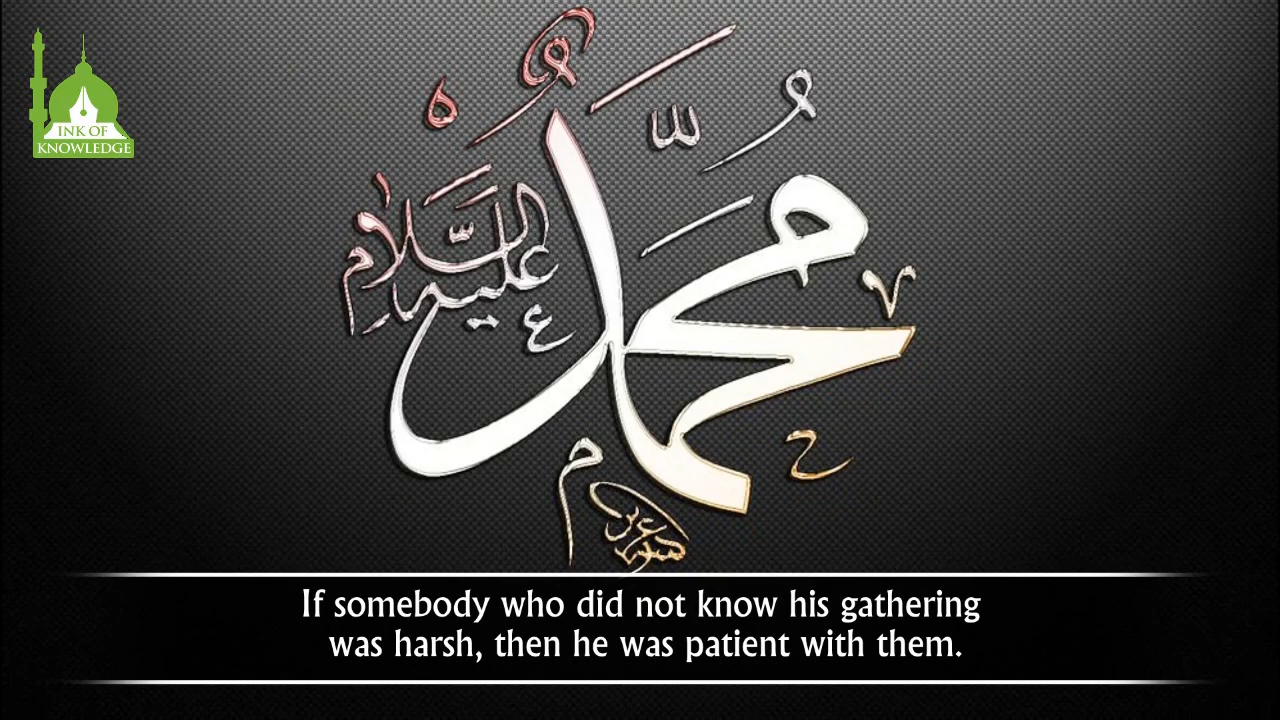 INK OF
KNOWLEDGE
محمد
عليه السلام
If somebody who did not know his gathering
was harsh, then he was patient with them.